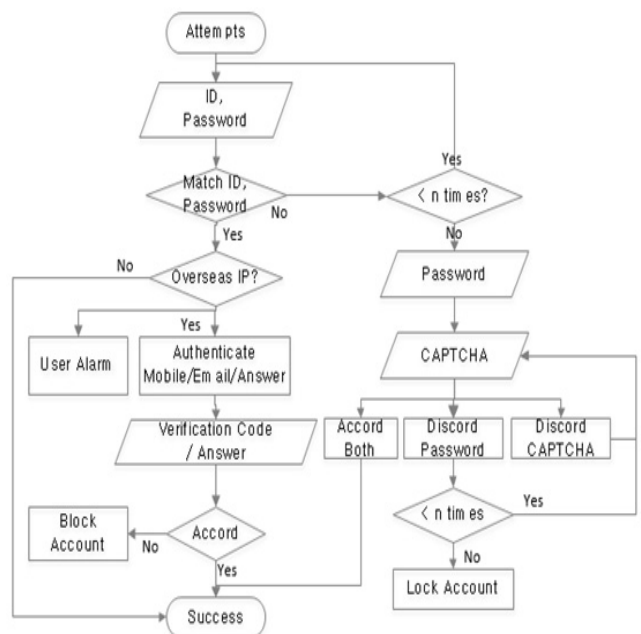 Attempts
ID,
Password
Yes
Match ID,
Password
No
< n times?
Yes
No
No
Overseas IP?
Password
Yes
User Alarm
Authenticate
Mobile/Email/Answer
CAPTCHA
Verification Code
/ Answer
Accord
Both
Discord
Password
Discord
CAPTCHA
Block
Account
No
Accord
< n times
Yes
Yes
No
Lock Account
Success